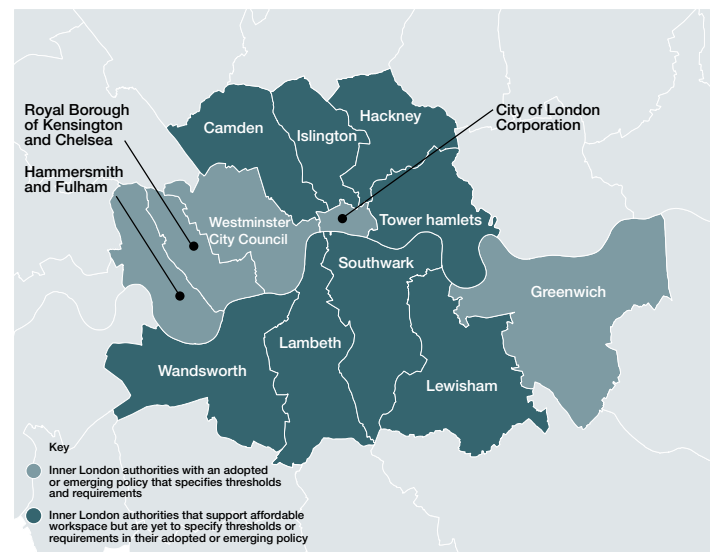 Royal Borough
of Kensington
and Chelsea
Hammersmith
and Fulham
Camden
Islington
Hackney
City of London
Corporation
Westminster
City Council
Tower hamlets
Southwark
Greenwich
Lambeth
Wandsworth
Lewisham
Key
Inner London authorities with an adopted
or emerging policy that specifies thresholds
and requirements
Inner London authorities that support affordable
workspace but are yet to specify thresholds or
requirements in their adopted or emerging policy